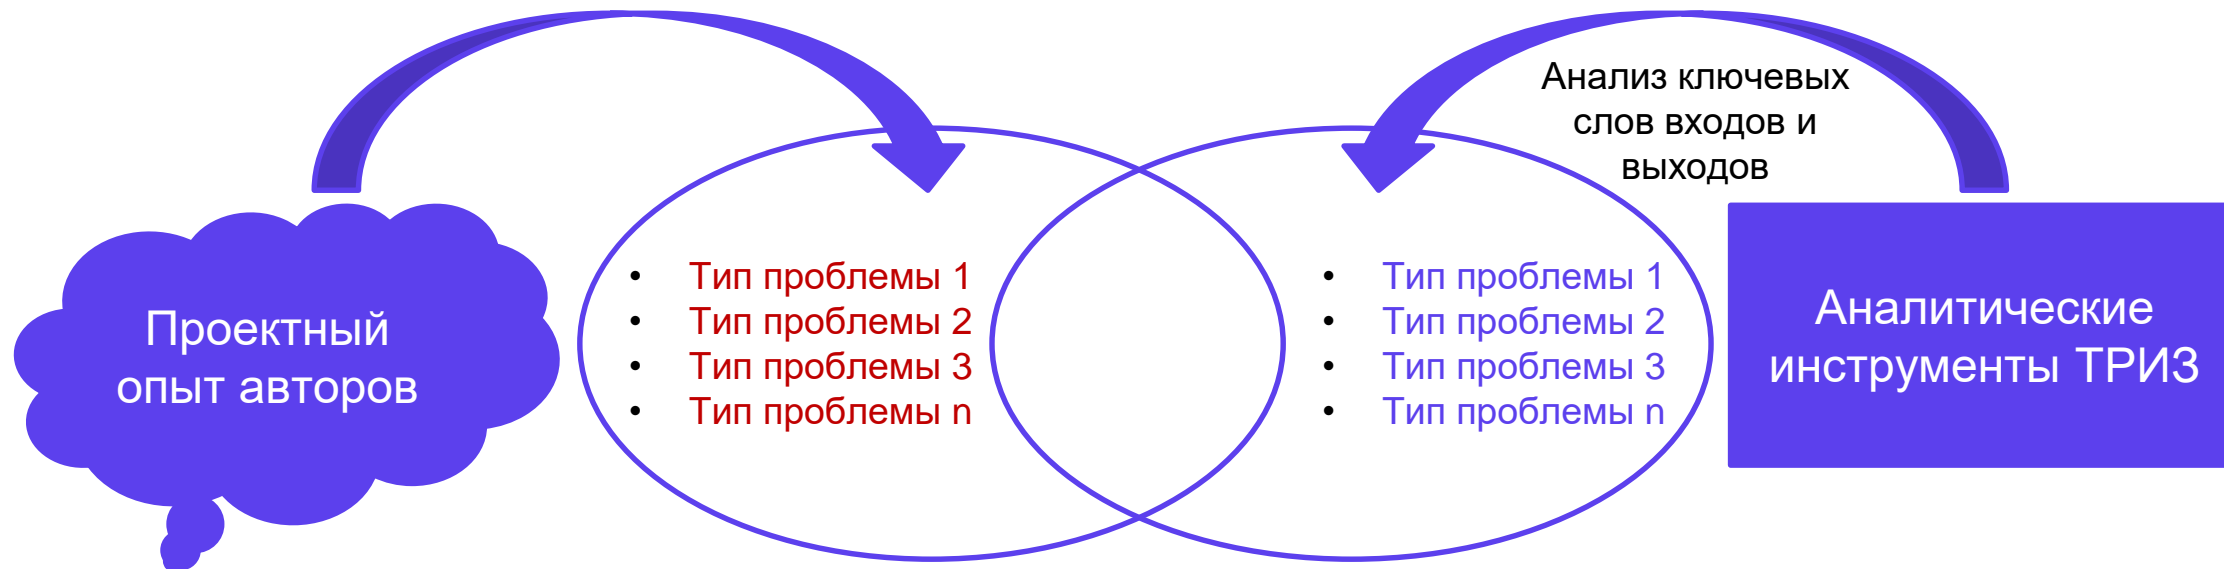 Анализ ключевых
слов входов и
выходов
Проектный
опыт авторов
• Тип проблемы 1
• Тип проблемы 2
• Тип проблемы 3
• Тип проблемы n
• Тип проблемы 1
• Тип проблемы 2
• Тип проблемы 3
• Тип проблемы n
Аналитические
инструменты ТРИЗ